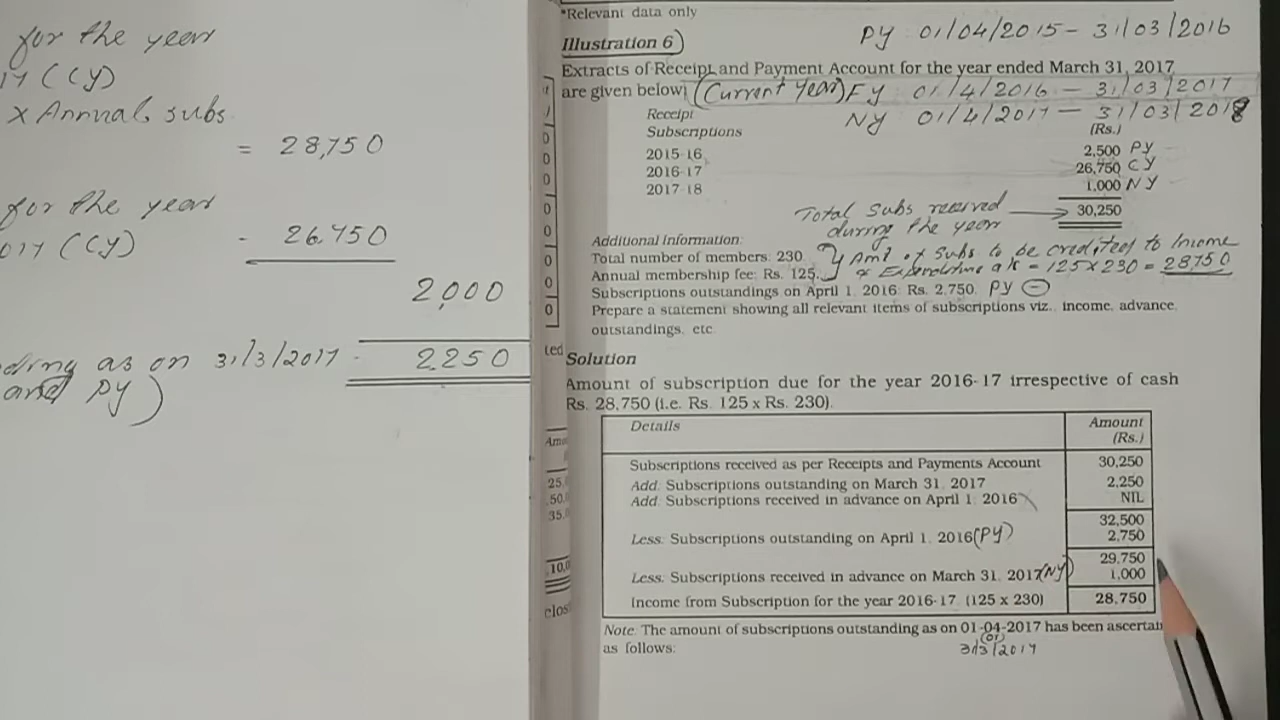 for the year
17 (CY)
x Annual subs
= 28,750
for the year
017 (CY) - 26750
2,000
ding as on 31/3/2017 - 2250
and PY)
*Relevant data only
Illustration 6) PY 01/04/2015 - 31/03/2016
Extracts of Receipt and Payment Account for the year ended March 31, 2017
are given below: (Current Year) FY 01/4/2016 - 31/03/2017
Receipt NY 01/4/2017 - 31/03/2018
Subscriptions (Rs.)
2015-16 2,500 PY
2016-17 26,750 CY
2017-18 1,000 NY
Total subs received during the year → 30,250
Additional Information:
Total number of members: 230. } Amt of subs to be credited to Income
Annual membership fee: Rs. 125. & Expenditure a/c = 125 x 230 = 28750
Subscriptions outstandings on April 1, 2016: Rs. 2,750. PY -
Prepare a statement showing all relevant items of subscriptions viz., income, advance,
outstandings, etc.
ted
Solution
Amount of subscription due for the year 2016-17 irrespective of cash
Rs. 28,750 (i.e. Rs. 125 x Rs. 230).
Details Amount
(Rs.)
Subscriptions received as per Receipts and Payments Account 30,250
Add: Subscriptions outstanding on March 31, 2017 2,250
Add: Subscriptions received in advance on April 1, 2016 NIL
32,500
Less: Subscriptions outstanding on April 1, 2016 (PY) 2,750
29,750
Less: Subscriptions received in advance on March 31, 2017 (NY) 1,000
Income from Subscription for the year 2016-17 (125 x 230) 28,750
Note: The amount of subscriptions outstanding as on 01-04-2017 has been
(or)
as follows: 31/3/2017